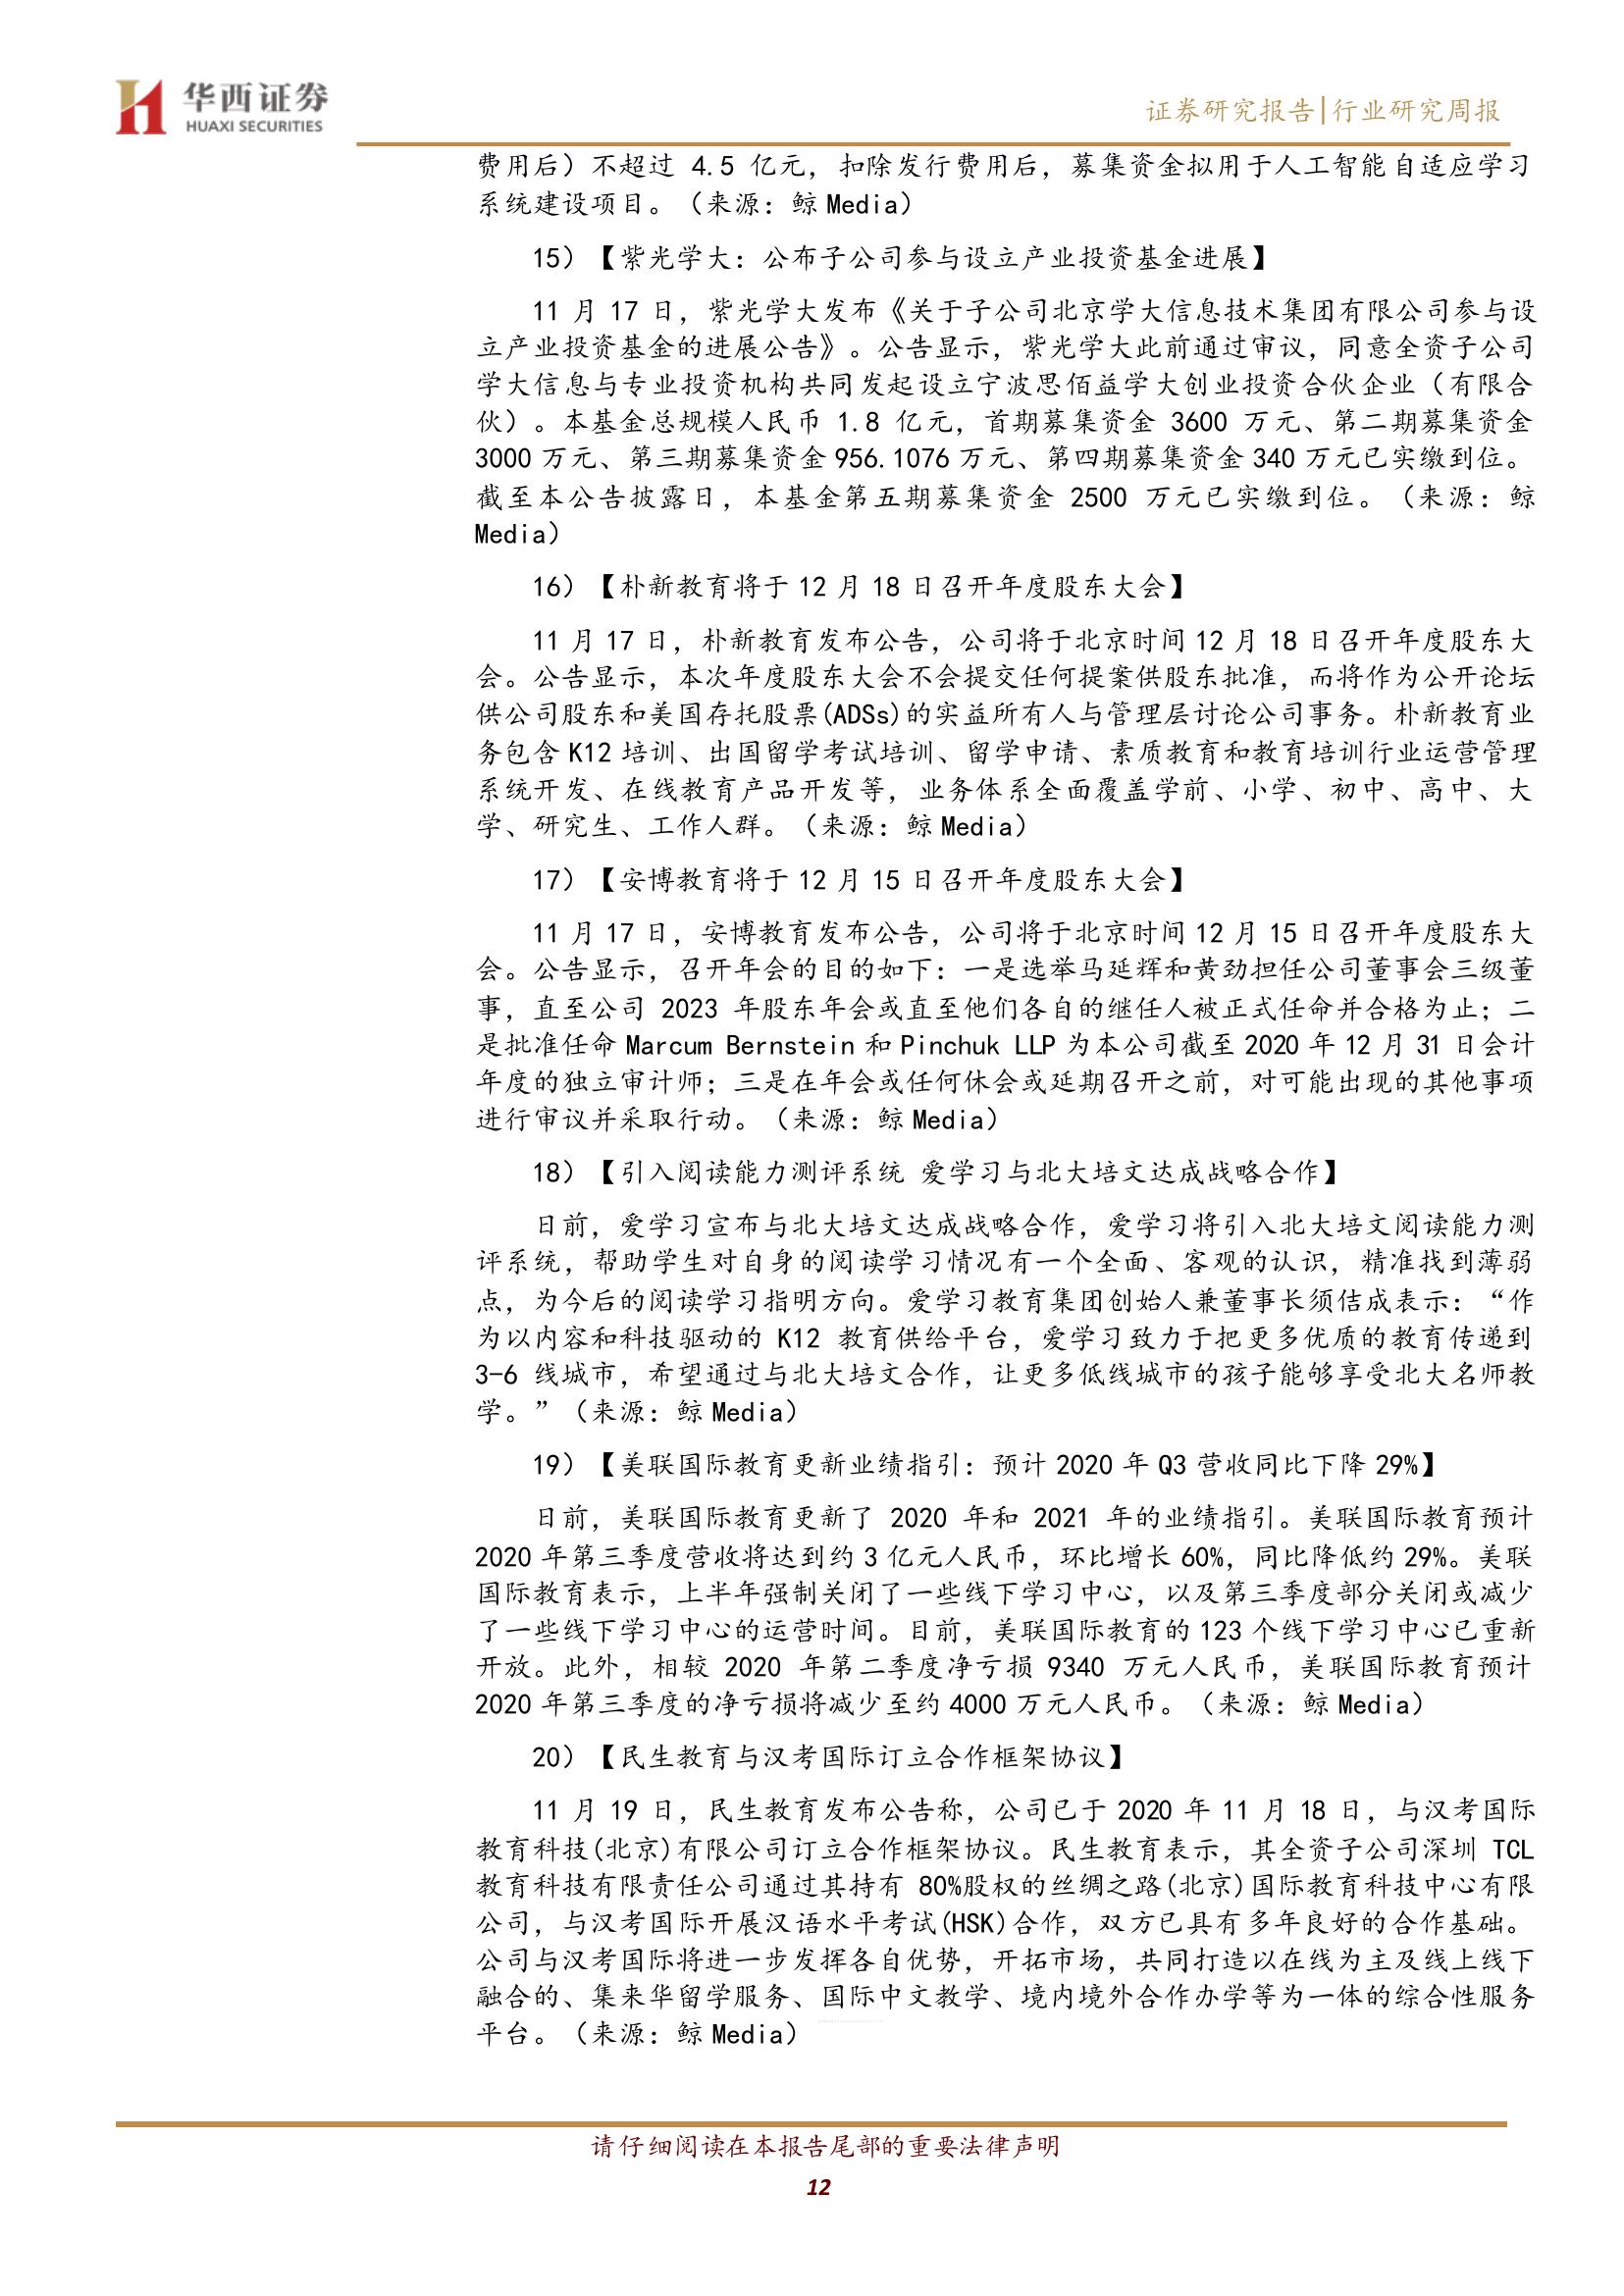 华西证券
HUAXI SECURITIES
证券研究报告|行业研究周报
费用后）不超过 4.5 亿元，扣除发行费用后，募集资金拟用于人工智能自适应学习
系统建设项目。（来源：鲸 Media）
15）【紫光学大：公布子公司参与设立产业投资基金进展】
11 月 17 日，紫光学大发布《关于子公司北京学大信息技术集团有限公司参与设
立产业投资基金的进展公告》。公告显示，紫光学大此前通过审议，同意全资子公司
学大信息与专业投资机构共同发起设立宁波思佰益学大创业投资合伙企业（有限合
伙）。本基金总规模人民币 1.8 亿元，首期募集资金 3600 万元、第二期募集资金
3000 万元、第三期募集资金 956.1076 万元、第四期募集资金 340 万元已实缴到位。
截至本公告披露日，本基金第五期募集资金 2500 万元已实缴到位。（来源：鲸
Media）
16）【朴新教育将于 12 月 18 日召开年度股东大会】
11 月 17 日，朴新教育发布公告，公司将于北京时间 12 月 18 日召开年度股东大
会。公告显示，本次年度股东大会不会提交任何提案供股东批准，而将作为公开论坛
供公司股东和美国存托股票(ADSs)的实益所有人与管理层讨论公司事务。朴新教育业
务包含 K12 培训、出国留学考试培训、留学申请、素质教育和教育培训行业运营管理
系统开发、在线教育产品开发等，业务体系全面覆盖学前、小学、初中、高中、大
学、研究生、工作人群。（来源：鲸 Media）
17）【安博教育将于 12 月 15 日召开年度股东大会】
11 月 17 日，安博教育发布公告，公司将于北京时间 12 月 15 日召开年度股东大
会。公告显示，召开年会的目的如下：一是选举马延辉和黄劲担任公司董事会三级董
事，直至公司 2023 年股东年会或直至他们各自的继任人被正式任命并合格为止；二
是批准任命 Marcum Bernstein 和 Pinchuk LLP 为本公司截至 2020 年 12 月 31 日会计
年度的独立审计师；三是在年会或任何休会或延期召开之前，对可能出现的其他事项
进行审议并采取行动。（来源：鲸 Media）
18）【引入阅读能力测评系统 爱学习与北大培文达成战略合作】
日前，爱学习宣布与北大培文达成战略合作，爱学习将引入北大培文阅读能力测
评系统，帮助学生对自身的阅读学习情况有一个全面、客观的认识，精准找到薄弱
点，为今后的阅读学习指明方向。爱学习教育集团创始人兼董事长须佶成表示：“作
为以内容和科技驱动的 K12 教育供给平台，爱学习致力于把更多优质的教育传递到
3-6 线城市，希望通过与北大培文合作，让更多低线城市的孩子能够享受北大名师教
学。”（来源：鲸 Media）
19）【美联国际教育更新业绩指引：预计 2020 年 Q3 营收同比下降 29%】
日前，美联国际教育更新了 2020 年和 2021 年的业绩指引。美联国际教育预计
2020 年第三季度营收将达到约 3 亿元人民币，环比增长 60%，同比降低约 29%。美联
国际教育表示，上半年强制关闭了一些线下学习中心，以及第三季度部分关闭或减少
了一些线下学习中心的运营时间。目前，美联国际教育的 123 个线下学习中心已重新
开放。此外，相较 2020 年第二季度净亏损 9340 万元人民币，美联国际教育预计
2020 年第三季度的净亏损将减少至约 4000 万元人民币。（来源：鲸 Media）
20）【民生教育与汉考国际订立合作框架协议】
11 月 19 日，民生教育发布公告称，公司已于 2020 年 11 月 18 日，与汉考国际
教育科技(北京)有限公司订立合作框架协议。民生教育表示，其全资子公司深圳 TCL
教育科技有限责任公司通过其持有 80%股权的丝绸之路(北京)国际教育科技中心有限
公司，与汉考国际开展汉语水平考试(HSK)合作，双方已具有多年良好的合作基础。
公司与汉考国际将进一步发挥各自优势，开拓市场，共同打造以在线为主及线上线下
融合的、集来华留学服务、国际中文教学、境内境外合作办学等为一体的综合性服务
平台。（来源：鲸 Media）
请仔细阅读在本报告尾部的重要法律声明
12